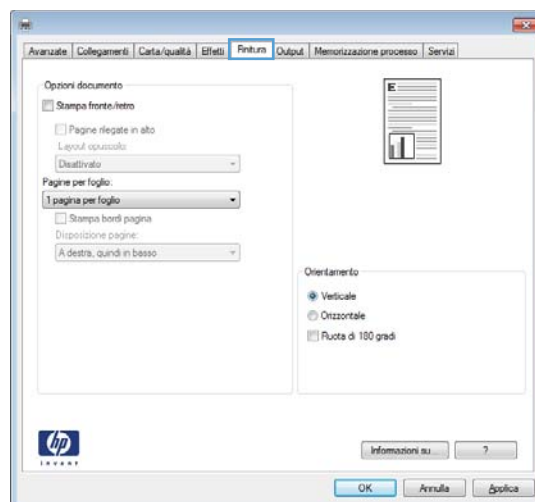 Avanzate Collegamenti Carta/qualità Effetti Finitura Output Memorizzazione processo Servizi
Opzioni documento
Stampa fronte/retro
Pagine rilegate in alto
Layout opuscolo:
Disattivato
Pagine per foglio:
1 pagina per foglio
Stampa bordi pagina
Disposizione pagine:
A destra, quindi in basso
E
Orientamento
Verticale
Orizzontale
Ruota di 180 gradi
hp
invent
Informazioni su... ?
OK Annulla Applica